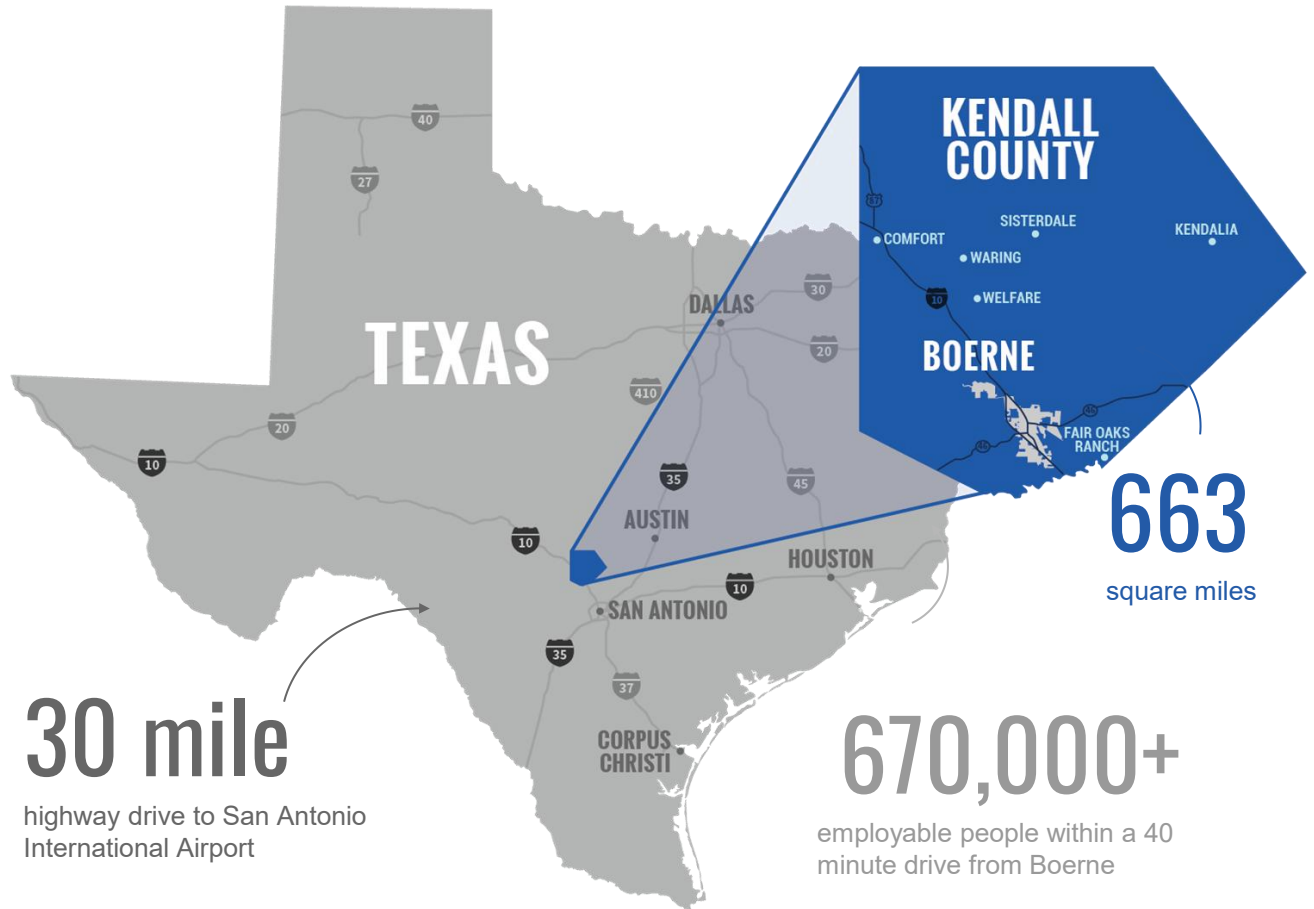 40
27
TEXAS
DALLAS
30
20
410
20
10
35
45
AUSTIN
10
HOUSTON
10
SAN ANTONIO
35
37
CORPUS
CHRISTI
KENDALL
COUNTY
87
SISTERDALE
KENDALIA
COMFORT
WARING
10
WELFARE
BOERNE
46
46
FAIR OAKS
RANCH
663
square miles
30 mile
highway drive to San Antonio
International Airport
670,000+
employable people within a 40
minute drive from Boerne